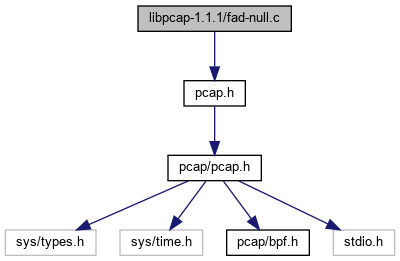 libpcap-1.1.1/fad-null.c
pcap.h
pcap/pcap.h
sys/types.h
sys/time.h
pcap/bpf.h
stdio.h